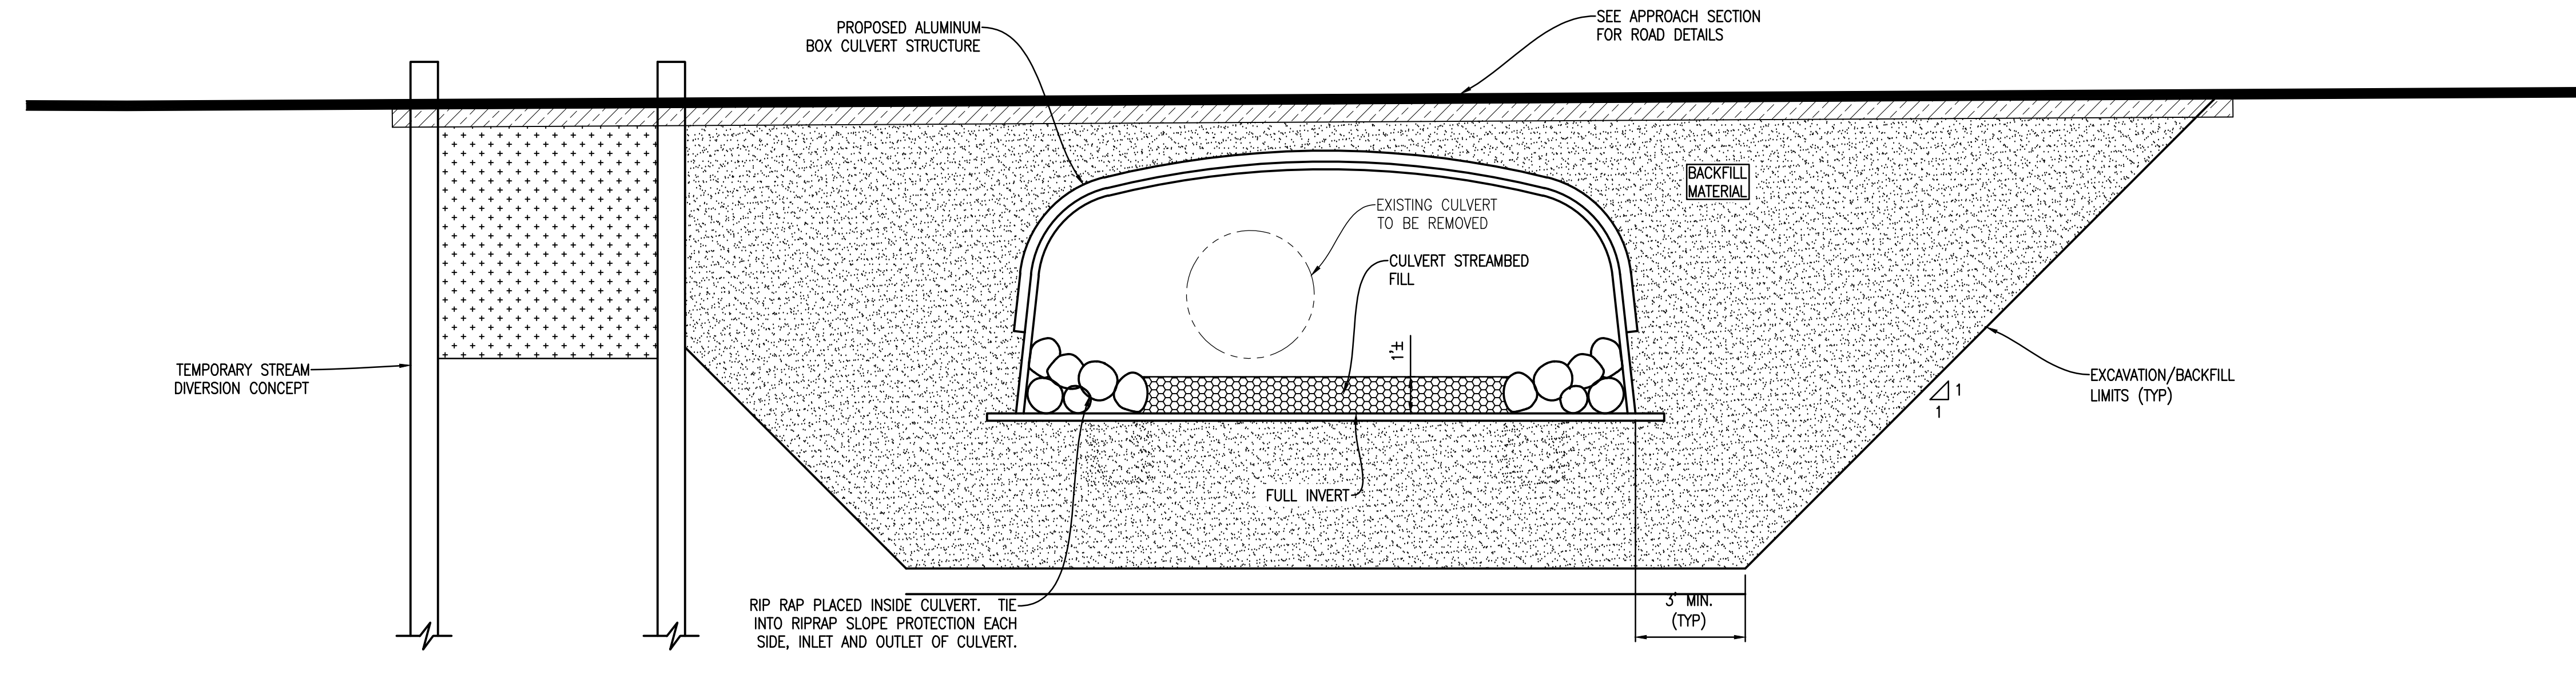 PROPOSED ALUMINUM
BOX CULVERT STRUCTURE
SEE APPROACH SECTION
FOR ROAD DETAILS
BACKFILL
MATERIAL
EXISTING CULVERT
TO BE REMOVED
CULVERT STREAMBED
FILL
1'±
TEMPORARY STREAM
DIVERSION CONCEPT
EXCAVATION/BACKFILL
LIMITS (TYP)
1
1
FULL INVERT
RIP RAP PLACED INSIDE CULVERT. TIE
INTO RIPRAP SLOPE PROTECTION EACH
SIDE, INLET AND OUTLET OF CULVERT.
3' MIN.
(TYP)